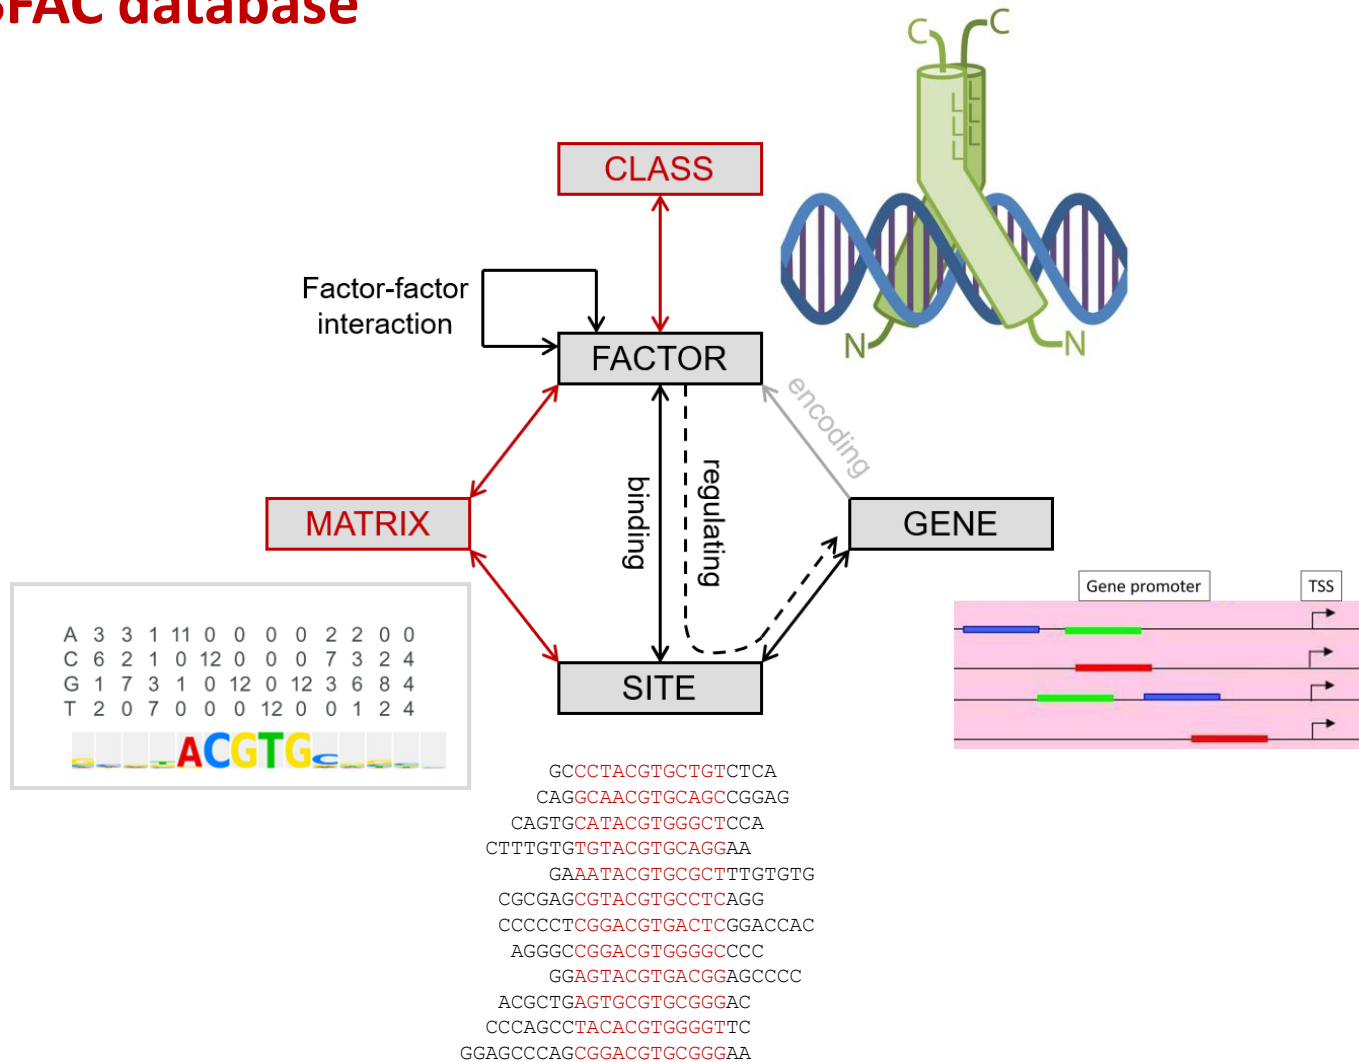 SFAC database
C
C
L
L
L
L
L
L
CLASS
Factor-factor
interaction
FACTOR
N
N
encoding
binding
regulating
MATRIX
GENE
Gene promoter
TSS
A 3 3 1 11 0 0 0 0 2 2 0 0
C 6 2 1 0 12 0 0 0 7 3 2 4
G 1 7 3 1 0 12 0 12 3 6 8 4
T 2 0 7 0 0 0 12 0 0 1 2 4
ACGTGC
SITE
GCCCTACGTGCTGTCTCA
CAGGCAACGTGCAGCCGGAG
CAGTGCATACGTGGGCTCCA
CTTTGTGTGTACGTGCAGGAA
GAAATACGTGCGCTTTGTGTG
CGCGAGCGTACGTGCCTCAGG
CCCCCTCGGACGTGACTCGGACCAC
AGGGCCGGACGTGGGGCCCC
GGAGTACGTGACGGAGCCCC
ACGCTGAGTGCGTGCGGGAC
CCCAGCCTACACGTGGGGTTC
GGAGCCCAGCGGACGTGCGGGAA